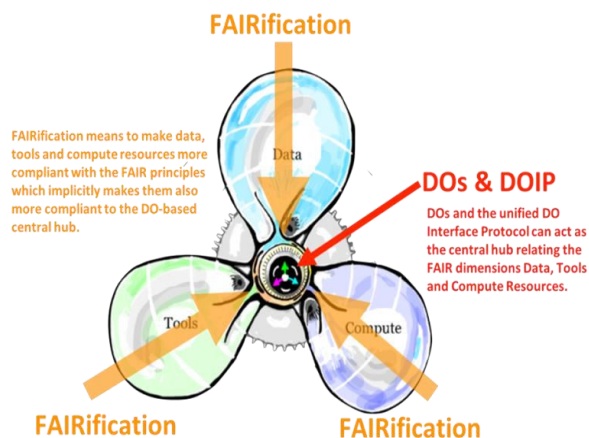 FAIRification
FAIRification means to make data,
tools and compute resources more
compliant with the FAIR principles
which implicitly makes them also
more compliant to the DO-based
central hub.
Data
DOs & DOIP
DOs and the unified DO
Interface Protocol can act as
the central hub relating the
FAIR dimensions Data, Tools
and Compute Resources.
Tools
Compute
FAIRification
FAIRification